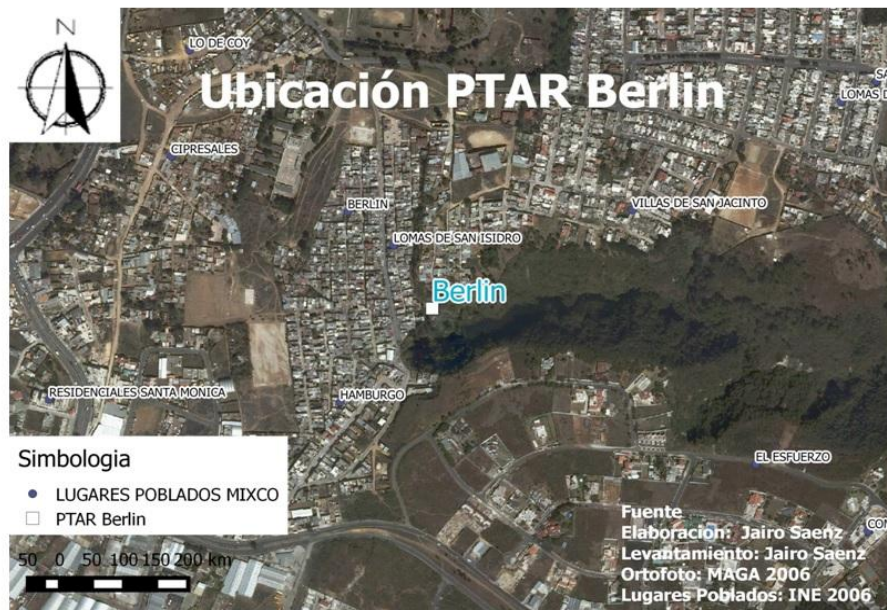 N
LO DE COY
Ubicación PTAR Berlin
LOMAS D
CIPRESALES
BERLIN
VILLAS DE SAN JACINTO
LOMAS DE SAN ISIDRO
Berlin
RESIDENCIALES SANTA MONICA
HAMBURGO
EL ESFUERZO
Simbologia
LUGARES POBLADOS MIXCO
PTAR Berlin
50 0 50 100 150 200 km
Fuente
Elaboracion: Jairo Saenz
Levantamiento: Jairo Saenz
Ortofoto: MAGA 2006
Lugares Poblados: INE 2006